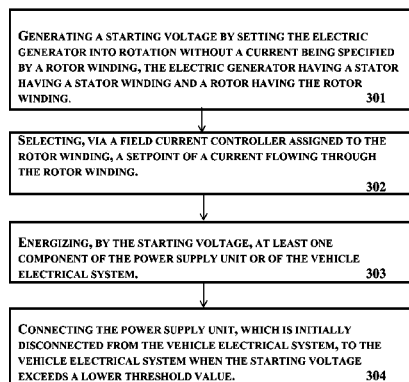 GENERATING A STARTING VOLTAGE BY SETTING THE ELECTRIC
GENERATOR INTO ROTATION WITHOUT A CURRENT BEING SPECIFIED
BY A ROTOR WINDING, THE ELECTRIC GENERATOR HAVING A STATOR
HAVING A STATOR WINDING AND A ROTOR HAVING THE ROTOR
WINDING.
301
SELECTING, VIA A FIELD CURRENT CONTROLLER ASSIGNED TO THE
ROTOR WINDING, A SETPOINT OF A CURRENT FLOWING THROUGH
THE ROTOR WINDING.
302
ENERGIZING, BY THE STARTING VOLTAGE, AT LEAST ONE
COMPONENT OF THE POWER SUPPLY UNIT OR OF THE VEHICLE
ELECTRICAL SYSTEM.
303
CONNECTING THE POWER SUPPLY UNIT, WHICH IS INITIALLY
DISCONNECTED FROM THE VEHICLE ELECTRICAL SYSTEM, TO THE
VEHICLE ELECTRICAL SYSTEM WHEN THE STARTING VOLTAGE
EXCEEDS A LOWER THRESHOLD VALUE.
304